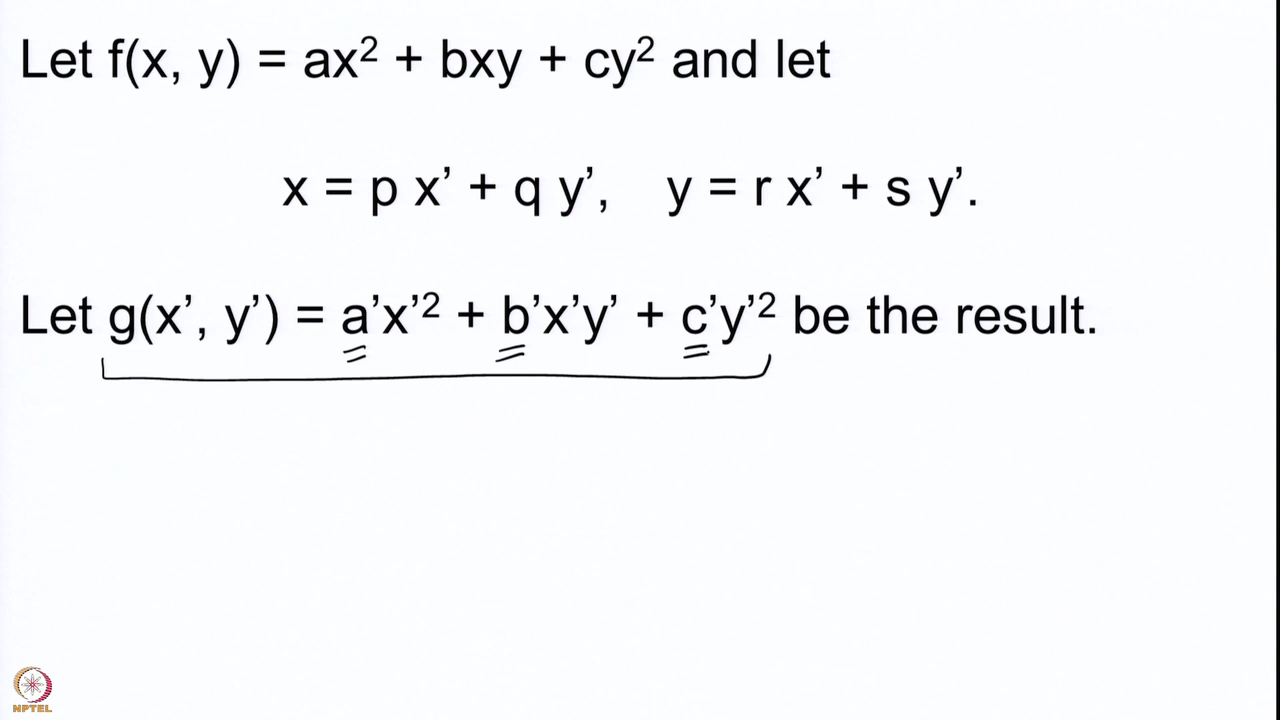 Let f(x, y) = ax² + bxy + cy² and let
x = p x’ + q y’, y = r x’ + s y’.
Let g(x’, y’) = a’x’² + b’x’y’ + c’y’² be the result.
NPTEL